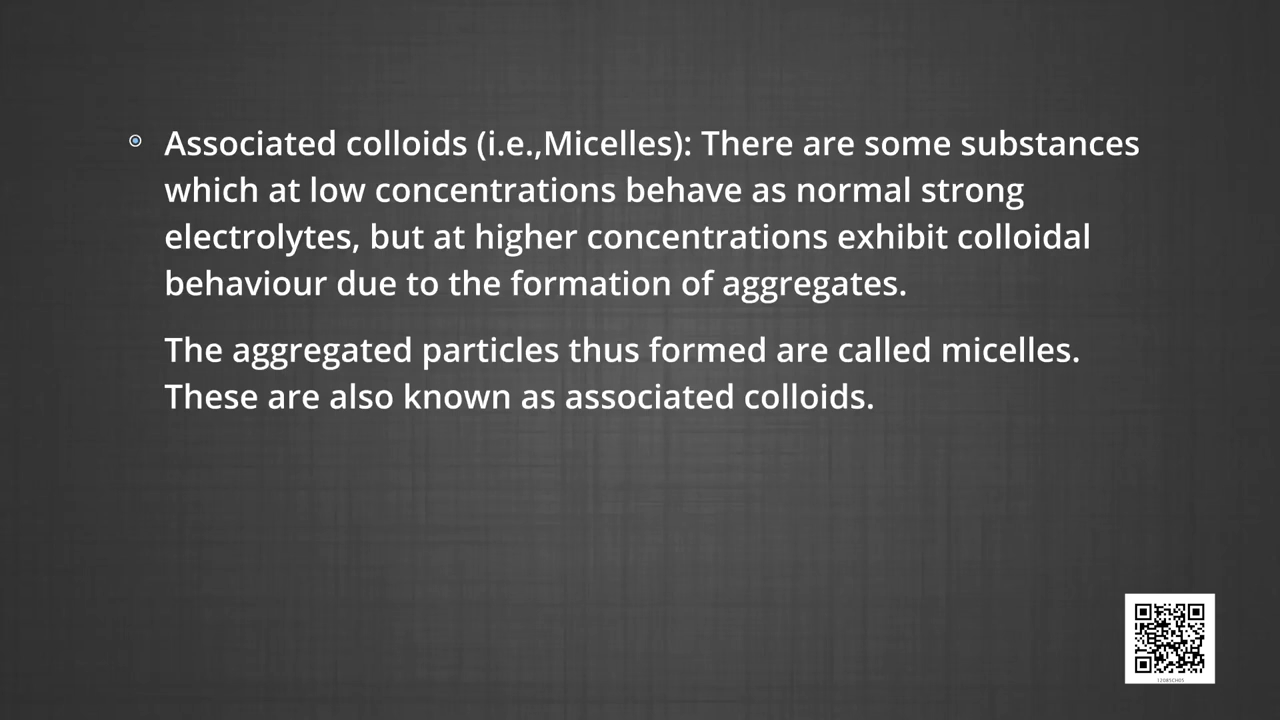 Associated colloids (i.e.,Micelles): There are some substances
which at low concentrations behave as normal strong
electrolytes, but at higher concentrations exhibit colloidal
behaviour due to the formation of aggregates.
The aggregated particles thus formed are called micelles.
These are also known as associated colloids.
12085CH05